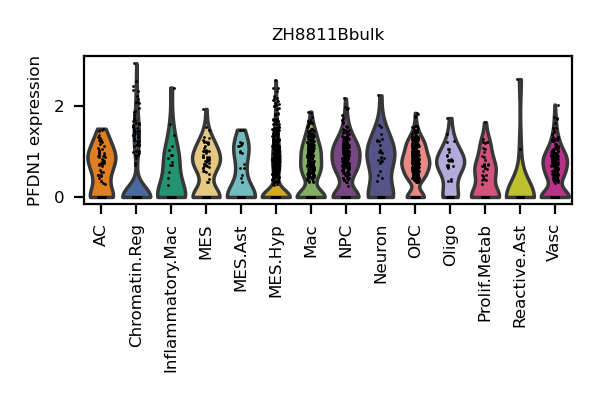 ZH8811Bbulk
PFDN1 expression
2
0
AC
Chromatin.Reg
Inflammatory.Mac
MES
MES.Ast
MES.Hyp
Mac
NPC
Neuron
OPC
Oligo
Prolif.Metab
Reactive.Ast
Vasc